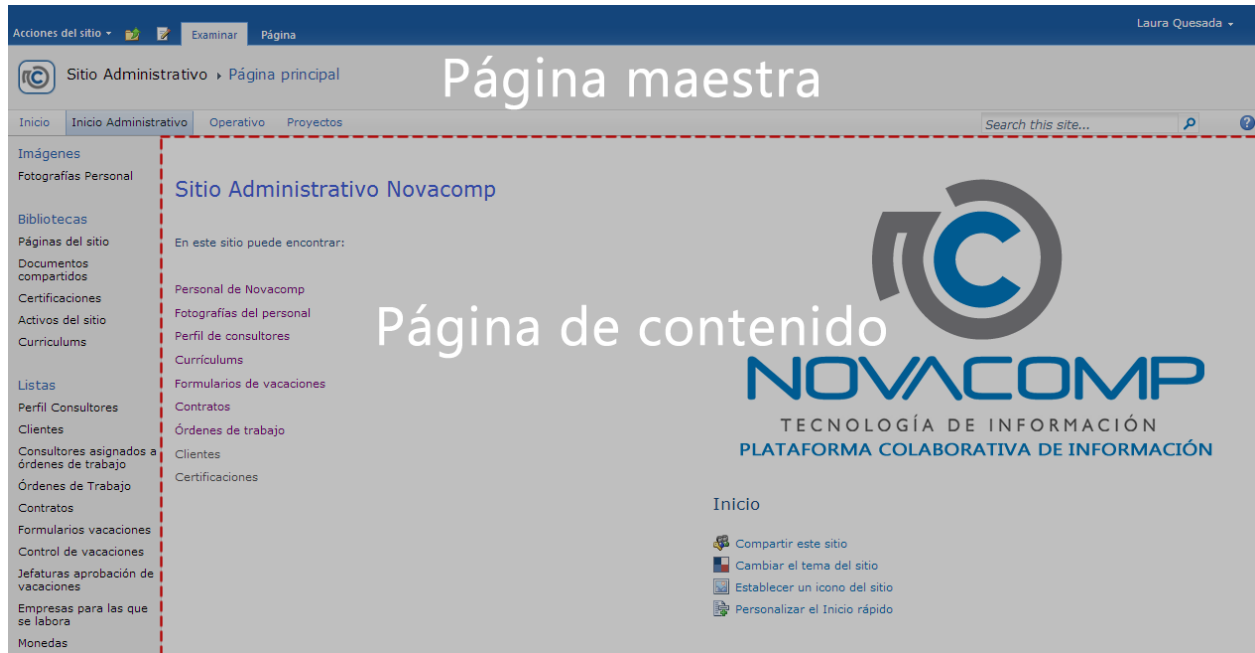 Laura Quesada
Acciones del sitio
Examinar
Página
Sitio Administrativo ▸ Página principal
Página maestra
Inicio
Inicio Administrativo
Operativo
Proyectos
Search this site...
Imágenes
Fotografías Personal
Bibliotecas
Páginas del sitio
Documentos
compartidos
Certificaciones
Activos del sitio
Curriculums
Listas
Perfil Consultores
Clientes
Consultores asignados a
órdenes de trabajo
Órdenes de Trabajo
Contratos
Formularios vacaciones
Control de vacaciones
Jefaturas aprobación de
vacaciones
Empresas para las que
se labora
Monedas
Sitio Administrativo Novacomp
En este sitio puede encontrar:
Personal de Novacomp
Fotografías del personal
Perfil de consultores
Currículums
Formularios de vacaciones
Contratos
Órdenes de trabajo
Clientes
Certificaciones
Página de contenido
NOVACOMP
TECNOLOGÍA DE INFORMACIÓN
PLATAFORMA COLABORATIVA DE INFORMACIÓN
Inicio
Compartir este sitio
Cambiar el tema del sitio
Establecer un icono del sitio
Personalizar el Inicio rápido